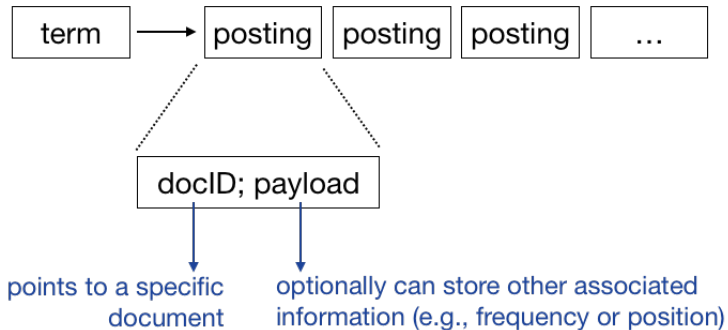 term posting posting posting ...
docID; payload
points to a specific optionally can store other associated
document information (e.g., frequency or position)